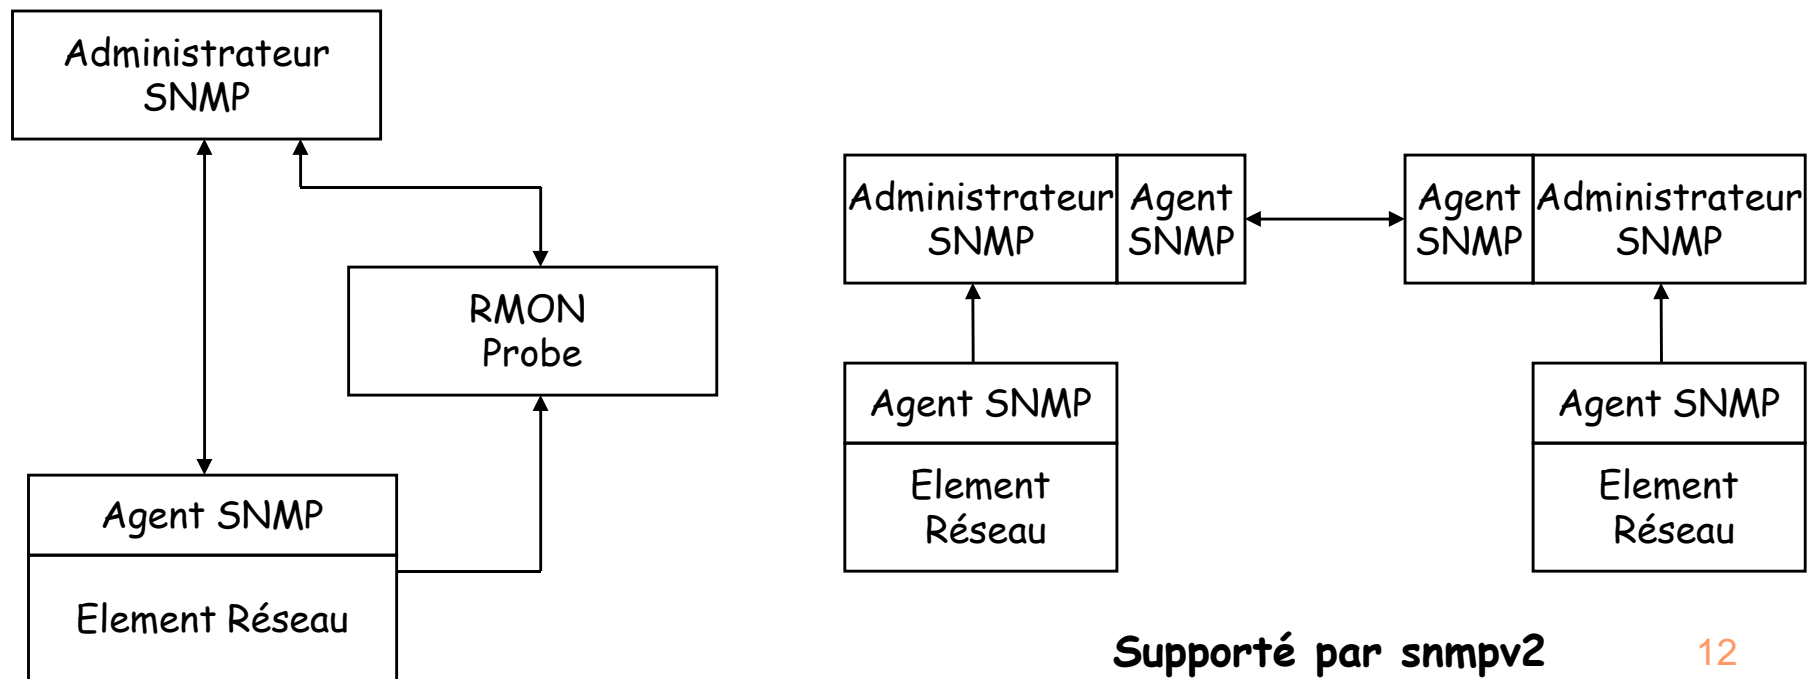 Administrateur
SNMP
RMON
Probe
Agent SNMP
Element Réseau
Administrateur
SNMP
Agent
SNMP
Agent
SNMP
Administrateur
SNMP
Agent SNMP
Element
Réseau
Agent SNMP
Element
Réseau
Supporté par snmpv2
12